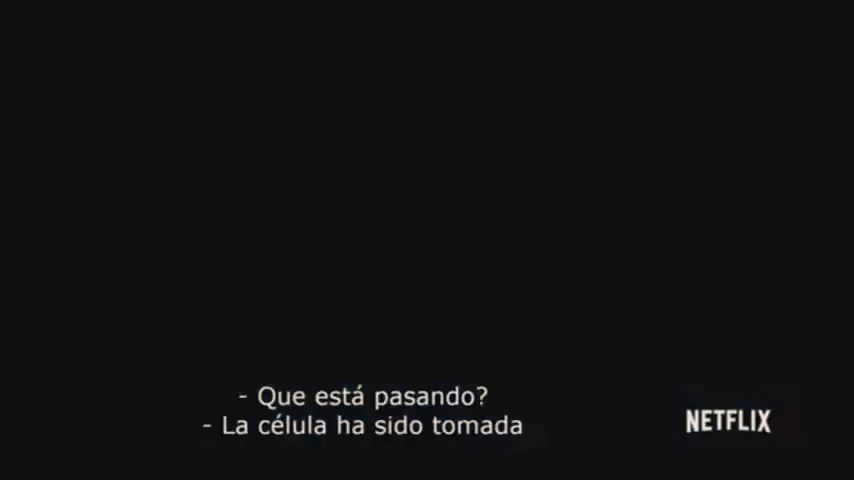 - Que está pasando?
- La célula ha sido tomada
NETFLIX